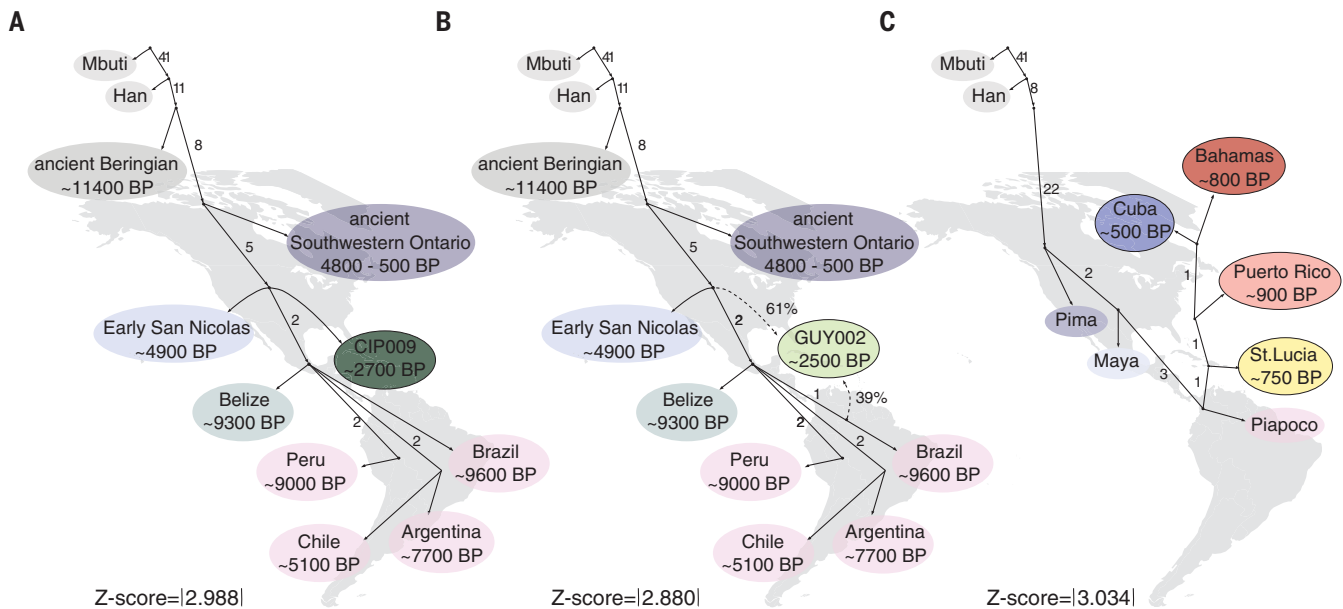 A
Mbuti
41
Han
11
8
ancient Beringian
~11400 BP
ancient
Southwestern Ontario
4800 - 500 BP
5
Early San Nicolas
~4900 BP
2
CIP009
~2700 BP
Belize
~9300 BP
2
2
Peru
~9000 BP
Brazil
~9600 BP
Chile
~5100 BP
Argentina
~7700 BP
Z-score=|2.988|
B
Mbuti
41
Han
11
8
ancient Beringian
~11400 BP
ancient
Southwestern Ontario
4800 - 500 BP
5
61%
Early San Nicolas
~4900 BP
2
GUY002
~2500 BP
Belize
~9300 BP
1
39%
2
2
Peru
~9000 BP
Brazil
~9600 BP
Chile
~5100 BP
Argentina
~7700 BP
Z-score=|2.880|
C
Mbuti
41
Han
8
22
Bahamas
~800 BP
Cuba
~500 BP
2
1
Puerto Rico
~900 BP
Pima
Maya
1
St.Lucia
~750 BP
3
1
Piapoco
Z-score=|3.034|